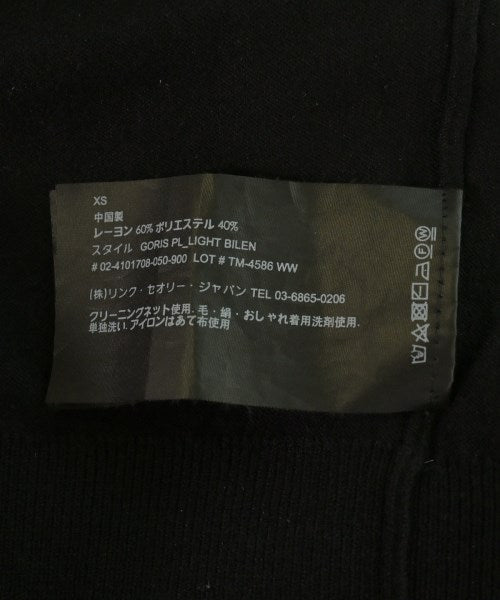 XS
中国製
レーヨン 60% ポリエステル 40%
スタイル GORIS PL_LIGHT BILEN
# 02-4101708-050-900 LOT # TM-4586 WW
(株)リンク・セオリー・ジャパン TEL 03-6865-0206
クリーニングネット使用. 毛・絹・おしゃれ着用洗剤使用.
単独洗い. アイロンはあて布使用
F W